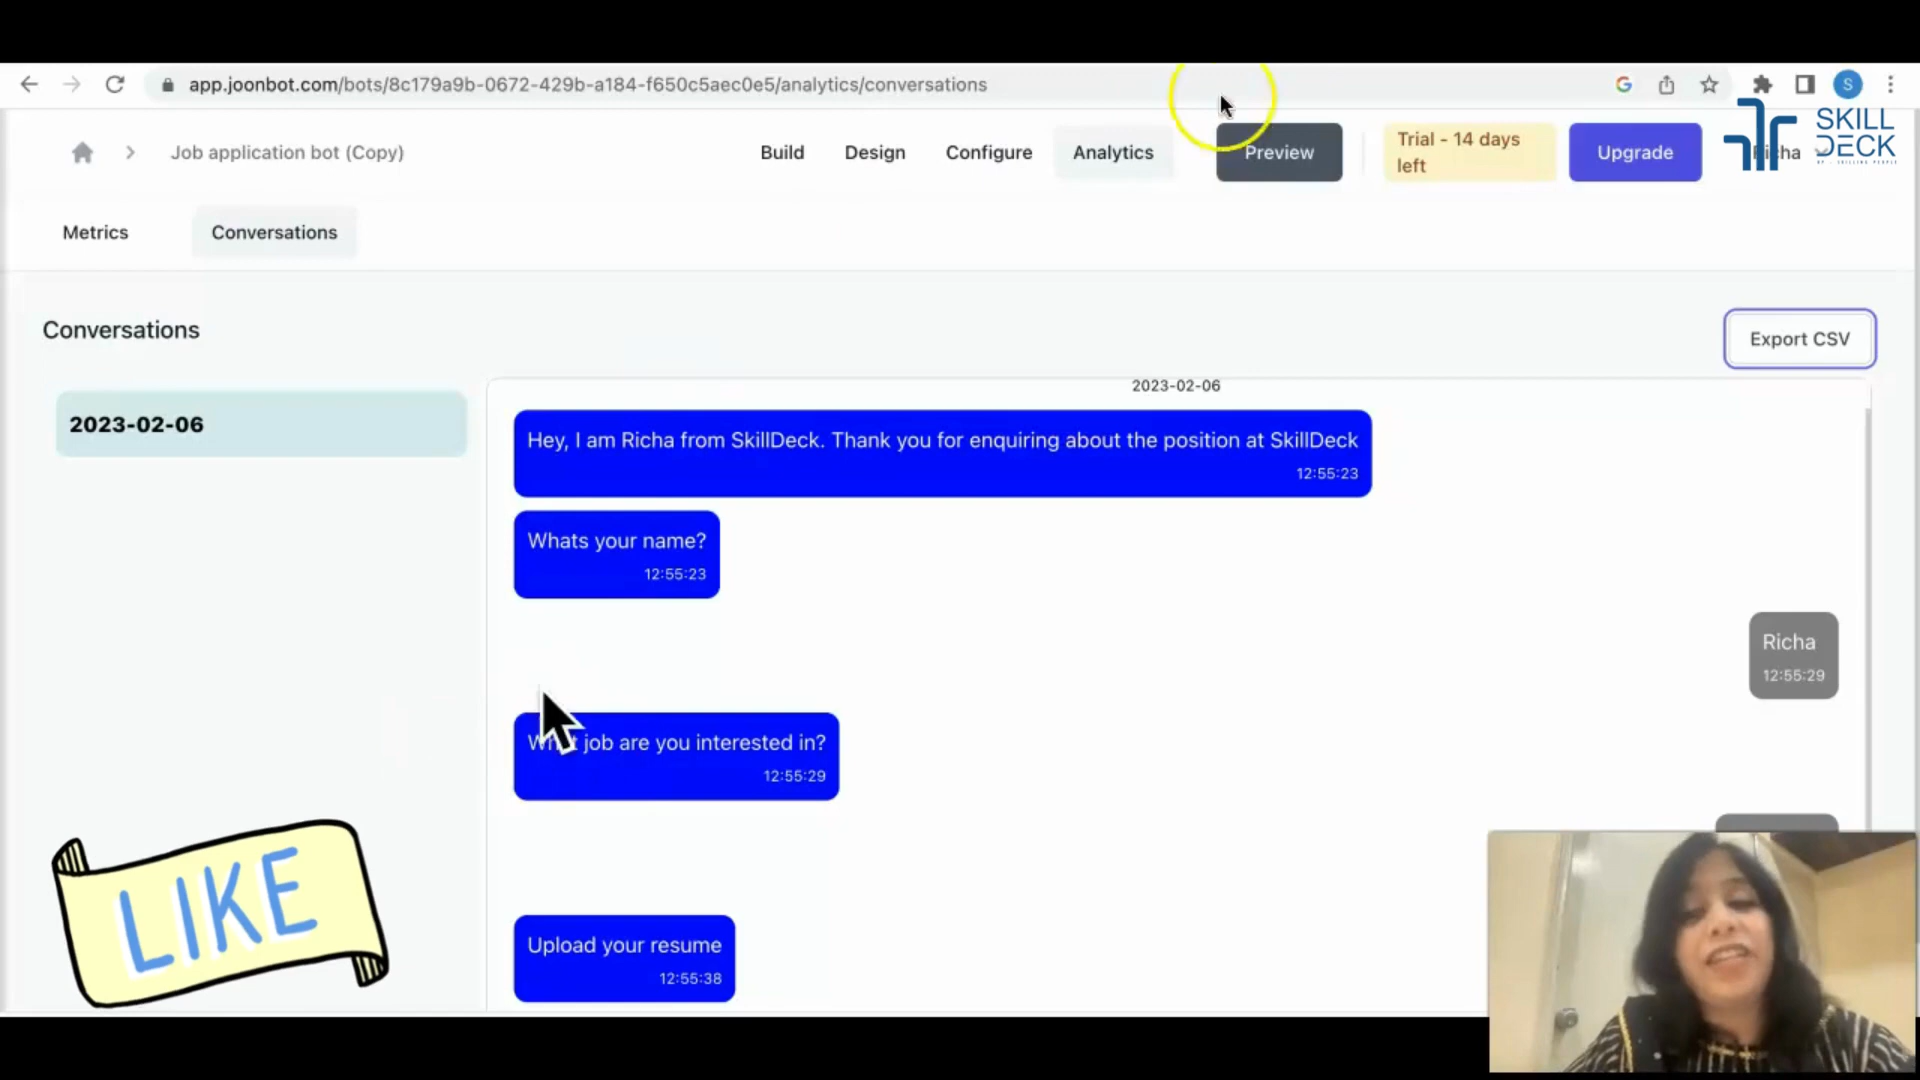 app.joonbot.com/bots/8c179a9b-0672-429b-a184-f650c5aec0e5/analytics/conversations
S
Job application bot (Copy)
Build
Design
Configure
Analytics
Preview
Trial - 14 days
left
Upgrade
SKILL
DECK
Metrics
Conversations
Conversations
Export CSV
2023-02-06
2023-02-06
Hey, I am Richa from SkillDeck. Thank you for enquiring about the position at SkillDeck
12:55:23
Whats your name?
12:55:23
Richa
12:55:29
What job are you interested in?
12:55:29
Upload your resume
12:55:38
LIKE